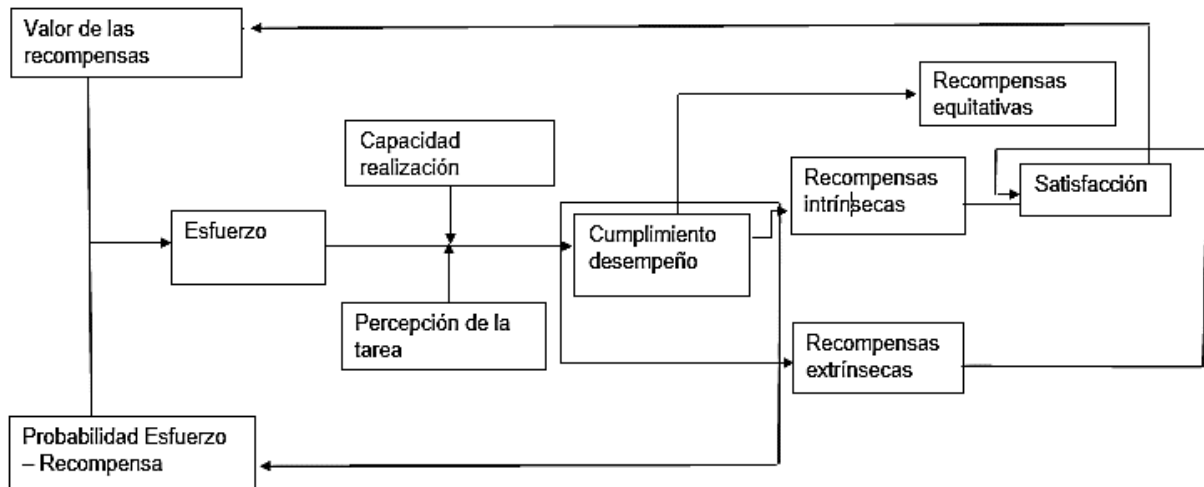 Valor de las
recompensas
Recompensas
equitativas
Capacidad
realización
Recompensas
intrínsecas
Satisfacción
Esfuerzo
Cumplimiento
desempeño
Percepción de la
tarea
Recompensas
extrínsecas
Probabilidad Esfuerzo
– Recompensa